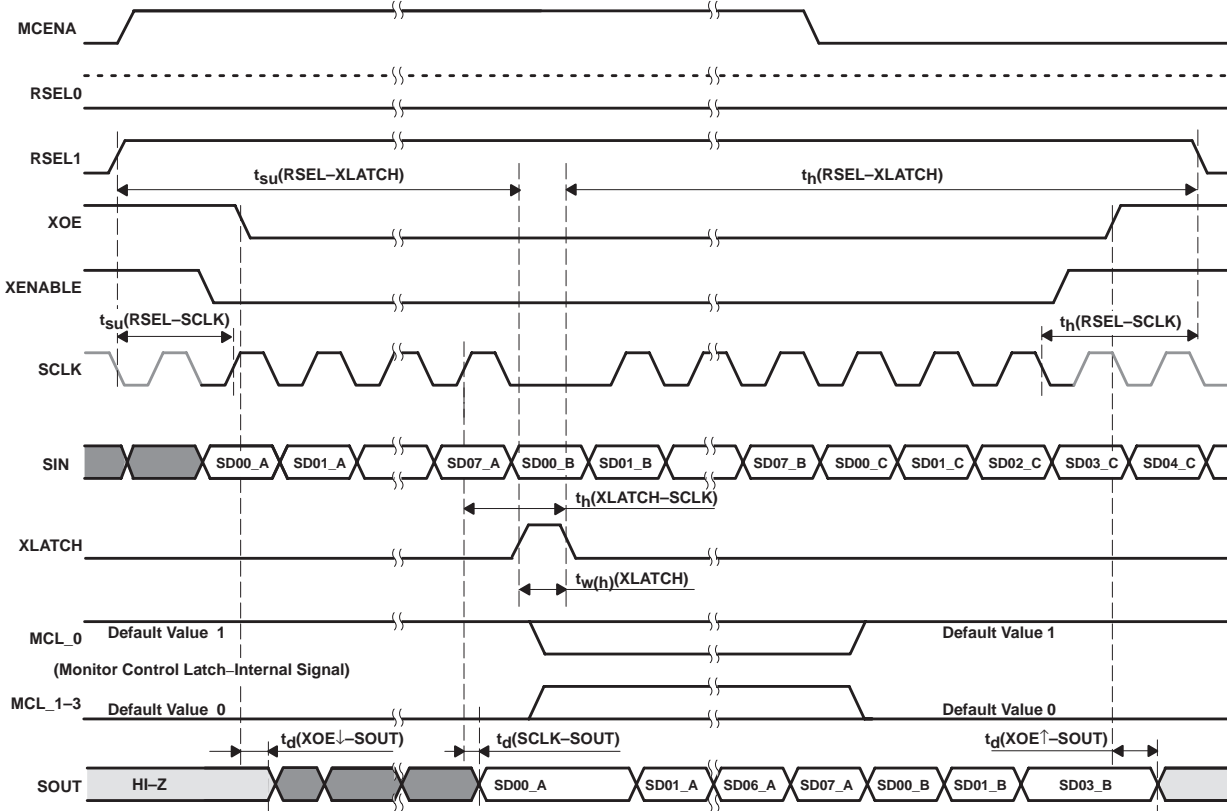 MCENA
RSEL0
RSEL1
tsu(RSEL–XLATCH)
th(RSEL–XLATCH)
XOE
XENABLE
tsu(RSEL–SCLK)
th(RSEL–SCLK)
SCLK
SIN
SD00_A
SD01_A
SD07_A
SD00_B
SD01_B
SD07_B
SD00_C
SD01_C
SD02_C
SD03_C
SD04_C
th(XLATCH–SCLK)
XLATCH
tw(h)(XLATCH)
MCL_0
Default Value 1
Default Value 1
(Monitor Control Latch–Internal Signal)
MCL_1–3
Default Value 0
Default Value 0
td(XOE↓–SOUT)
td(SCLK–SOUT)
td(XOE↑–SOUT)
SOUT
HI–Z
SD00_A
SD01_A
SD06_A
SD07_A
SD00_B
SD01_B
SD03_B